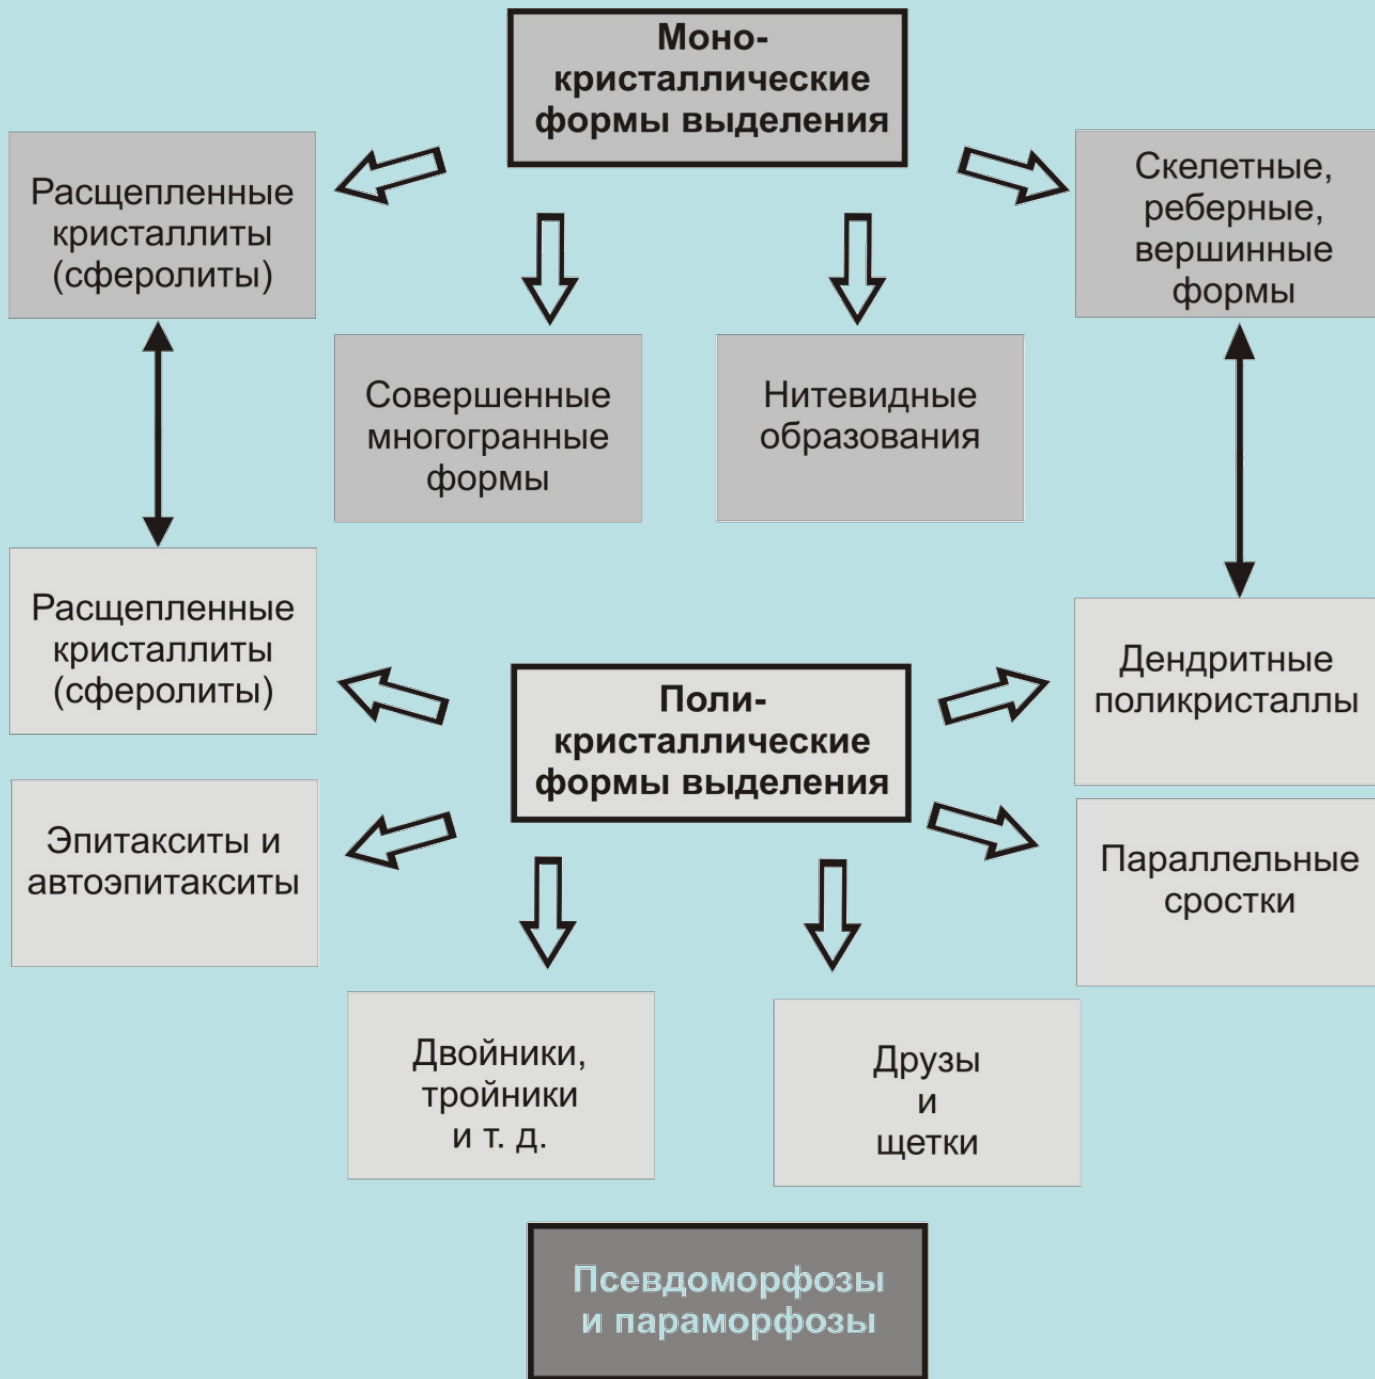 Моно-
кристаллические
формы выделения
Расщепленные
кристаллиты
(сферолиты)
Скелетные,
реберные,
вершинные
формы
Совершенные
многогранные
формы
Нитевидные
образования
Расщепленные
кристаллиты
(сферолиты)
Поли-
кристаллические
формы выделения
Дендритные
поликристаллы
Эпитакситы и
автоэпитакситы
Параллельные
сростки
Двойники,
тройники
и т. д.
Друзы
и
щетки
Псевдоморфозы
и параморфозы